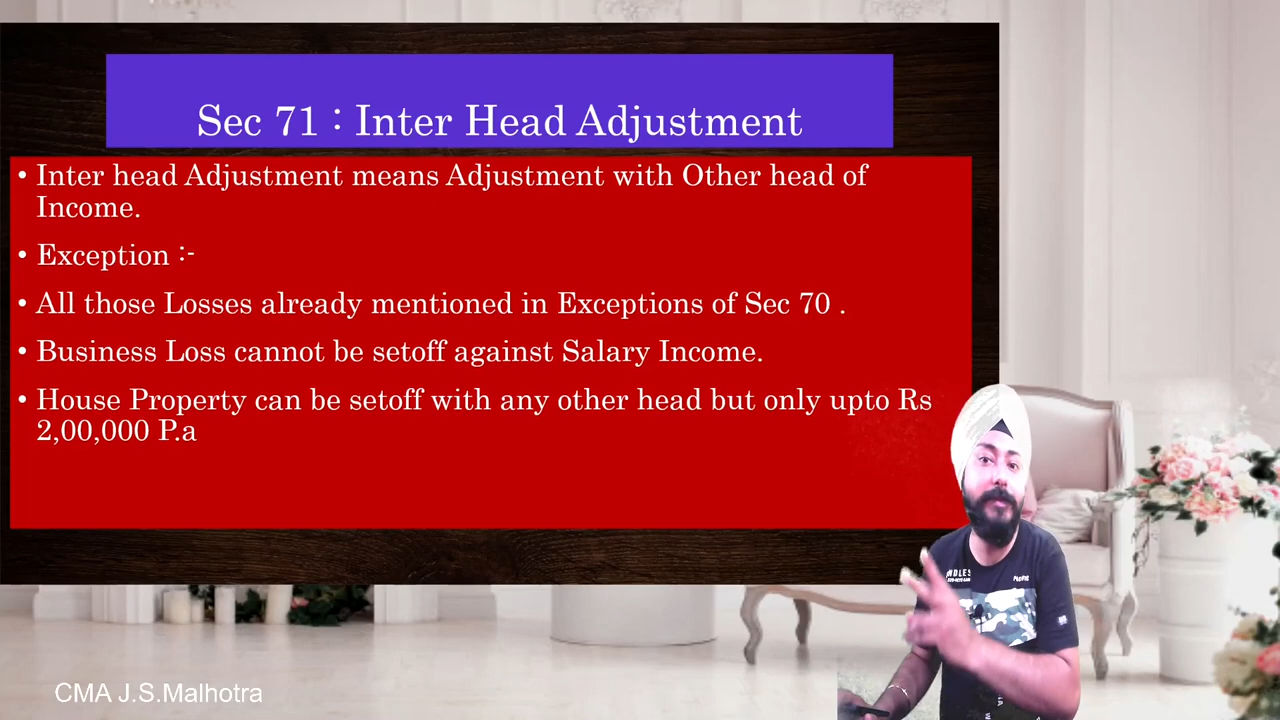 Sec 71 : Inter Head Adjustment
• Inter head Adjustment means Adjustment with Other head of
Income.
• Exception :-
• All those Losses already mentioned in Exceptions of Sec 70 .
• Business Loss cannot be setoff against Salary Income.
• House Property can be setoff with any other head but only upto Rs
2,00,000 P.a
CMA J.S.Malhotra